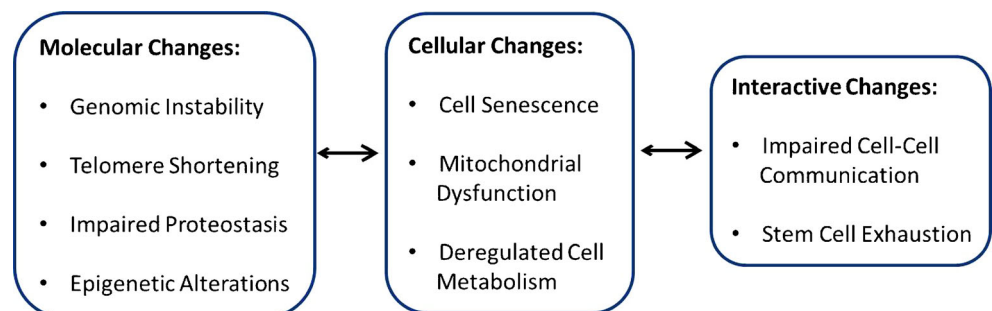 Molecular Changes:
• Genomic Instability
• Telomere Shortening
• Impaired Proteostasis
• Epigenetic Alterations
Cellular Changes:
• Cell Senescence
• Mitochondrial
Dysfunction
• Deregulated Cell
Metabolism
Interactive Changes:
• Impaired Cell-Cell
Communication
• Stem Cell Exhaustion